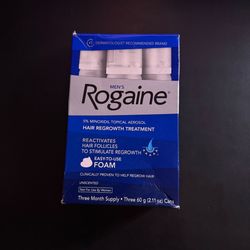 DERMATOLOGIST RECOMMENDED BRAND
MEN'S
Rogaine®
5% MINOXIDIL TOPICAL AEROSOL
HAIR REGROWTH TREATMENT
REACTIVATES
HAIR FOLLICLES
TO STIMULATE REGROWTH
EASY-TO-USE
FOAM
CLINICALLY PROVEN TO HELP REGROW HAIR
UNSCENTED
Not For Use By Women
Three Month Supply • Three 60 g (2.11 oz) Cans